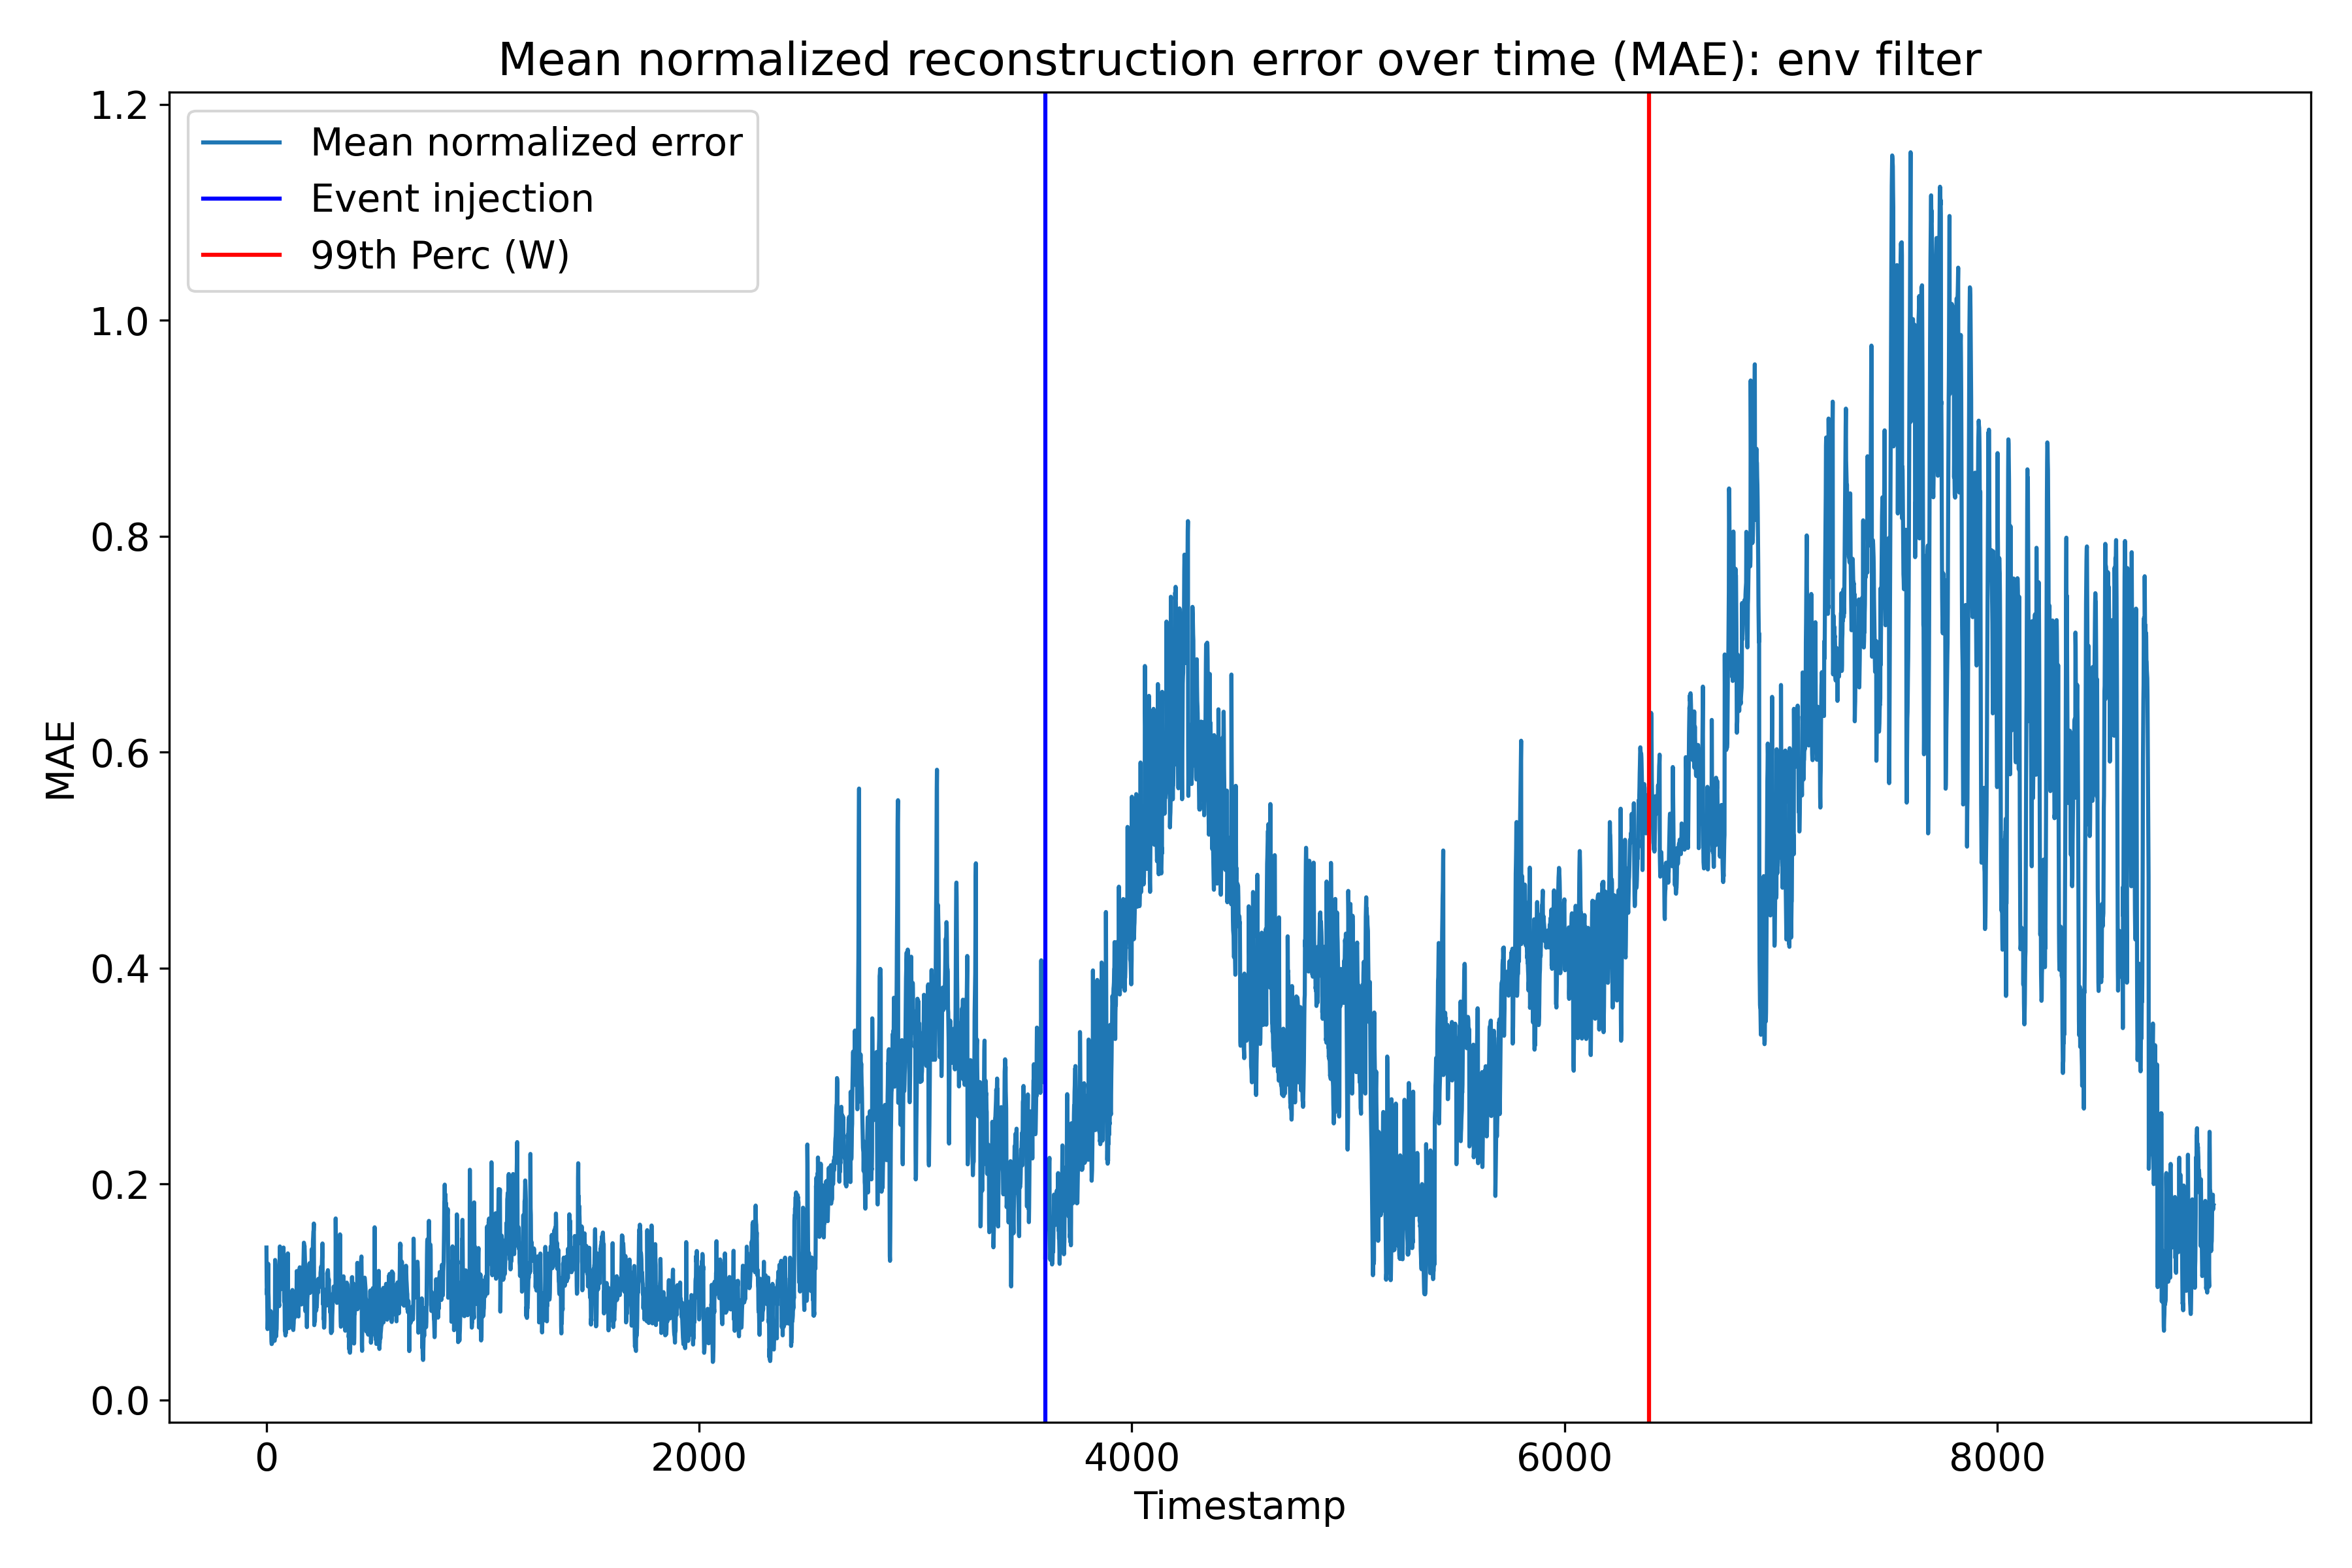 Mean normalized reconstruction error over time (MAE): env filter
1.2
1.0
0.8
0.6
0.4
0.2
0.0
MAE
Mean normalized error
Event injection
99th Perc (W)
0
2000
4000
6000
8000
Timestamp